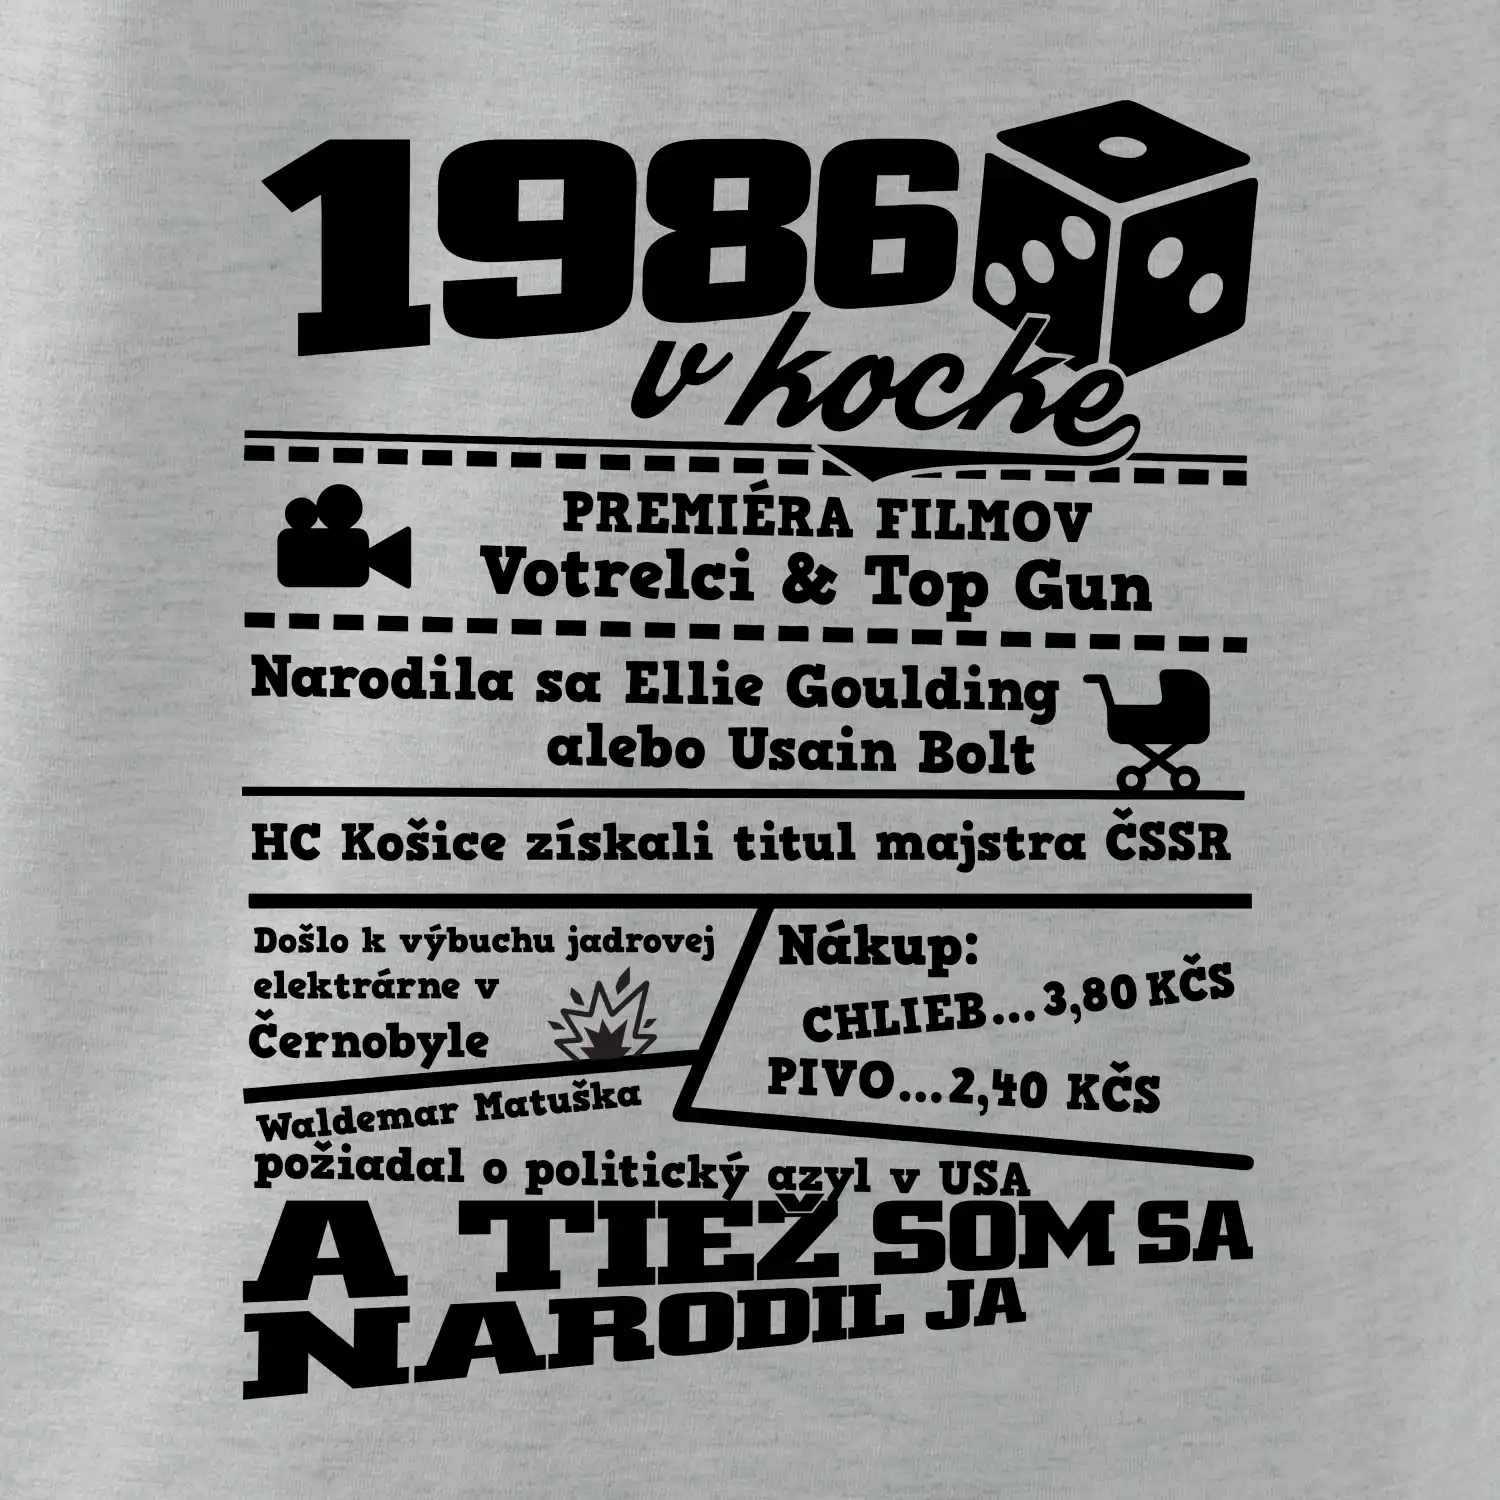 1986
v kocke
PREMIÉRA FILMOV
Votrelci & Top Gun
Narodila sa Ellie Goulding
alebo Usain Bolt
HC Košice získali titul majstra ČSSR
Došlo k výbuchu jadrovej
elektrárne v
Černobyle
Nákup:
CHLIEB...3,80 KČS
PIVO...2,40 KČS
Waldemar Matuška
požiadal o politický azyl v USA
A TIEŽ SOM SA
NARODIL JA